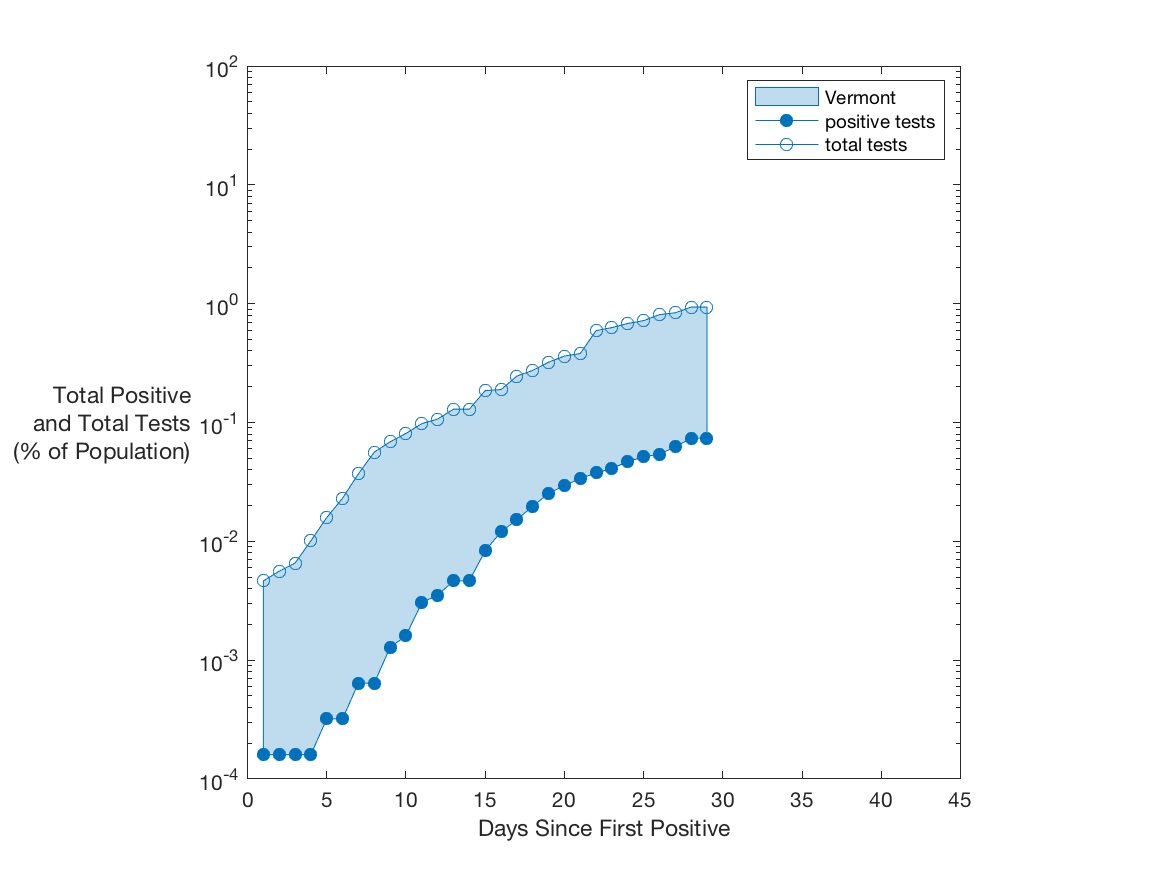 10^2
10^1
10^0
10^-1
10^-2
10^-3
10^-4
Total Positive
and Total Tests
(% of Population)
Vermont
positive tests
total tests
0 5 10 15 20 25 30 35 40 45
Days Since First Positive